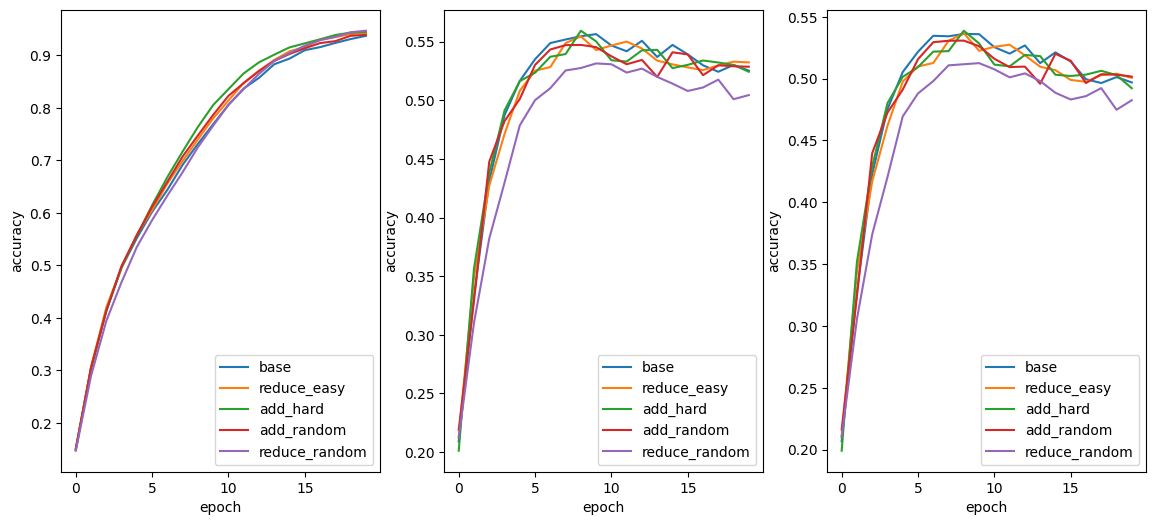 0.9
0.8
0.7
0.6
0.5
0.4
0.3
0.2
accuracy
0
5
10
15
epoch
base
reduce_easy
add_hard
add_random
reduce_random
0.55
0.50
0.45
0.40
0.35
0.30
0.25
0.20
accuracy
0
5
10
15
epoch
base
reduce_easy
add_hard
add_random
reduce_random
0.55
0.50
0.45
0.40
0.35
0.30
0.25
0.20
accuracy
0
5
10
15
epoch
base
reduce_easy
add_hard
add_random
reduce_random